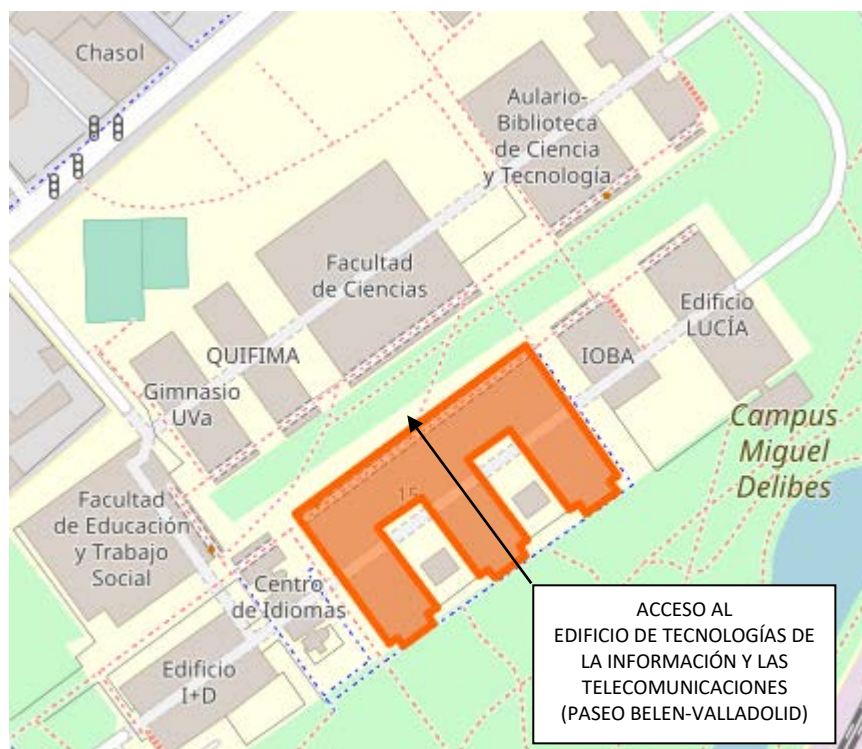 Chasol
Aulario-
Biblioteca
de Ciencia
y Tecnología
Facultad
de Ciencias
Edificio
LUCÍA
QUIFIMA
IOBA
Gimnasio
UVa
Campus
Miguel
Delibes
15
Facultad
de Educación
y Trabajo
Social
Centro
de Idiomas
Edificio
I+D
ACCESO AL
EDIFICIO DE TECNOLOGÍAS DE
LA INFORMACIÓN Y LAS
TELECOMUNICACIONES
(PASEO BELEN-VALLADOLID)